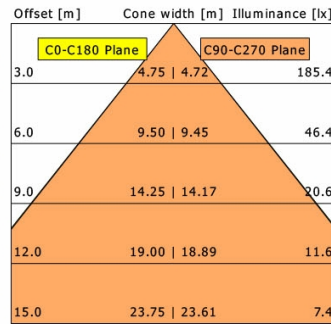 Offset [m] Cone width [m] Illuminance [lx]
C0-C180 Plane C90-C270 Plane
3.0 4.75 | 4.72 185.4
6.0 9.50 | 9.45 46.4
9.0 14.25 | 14.17 20.6
12.0 19.00 | 18.89 11.6
15.0 23.75 | 23.61 7.4